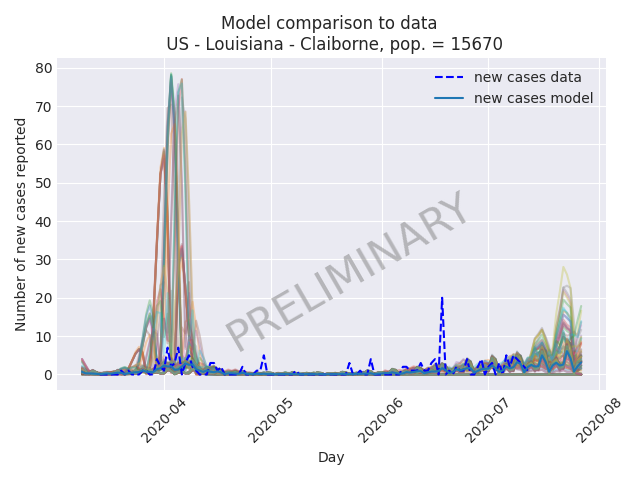 Model comparison to data
US - Louisiana - Claiborne, pop. = 15670
new cases data
new cases model
Number of new cases reported
80
70
60
50
40
30
20
10
0
PRELIMINARY
2020-04
2020-05
2020-06
2020-07
2020-08
Day